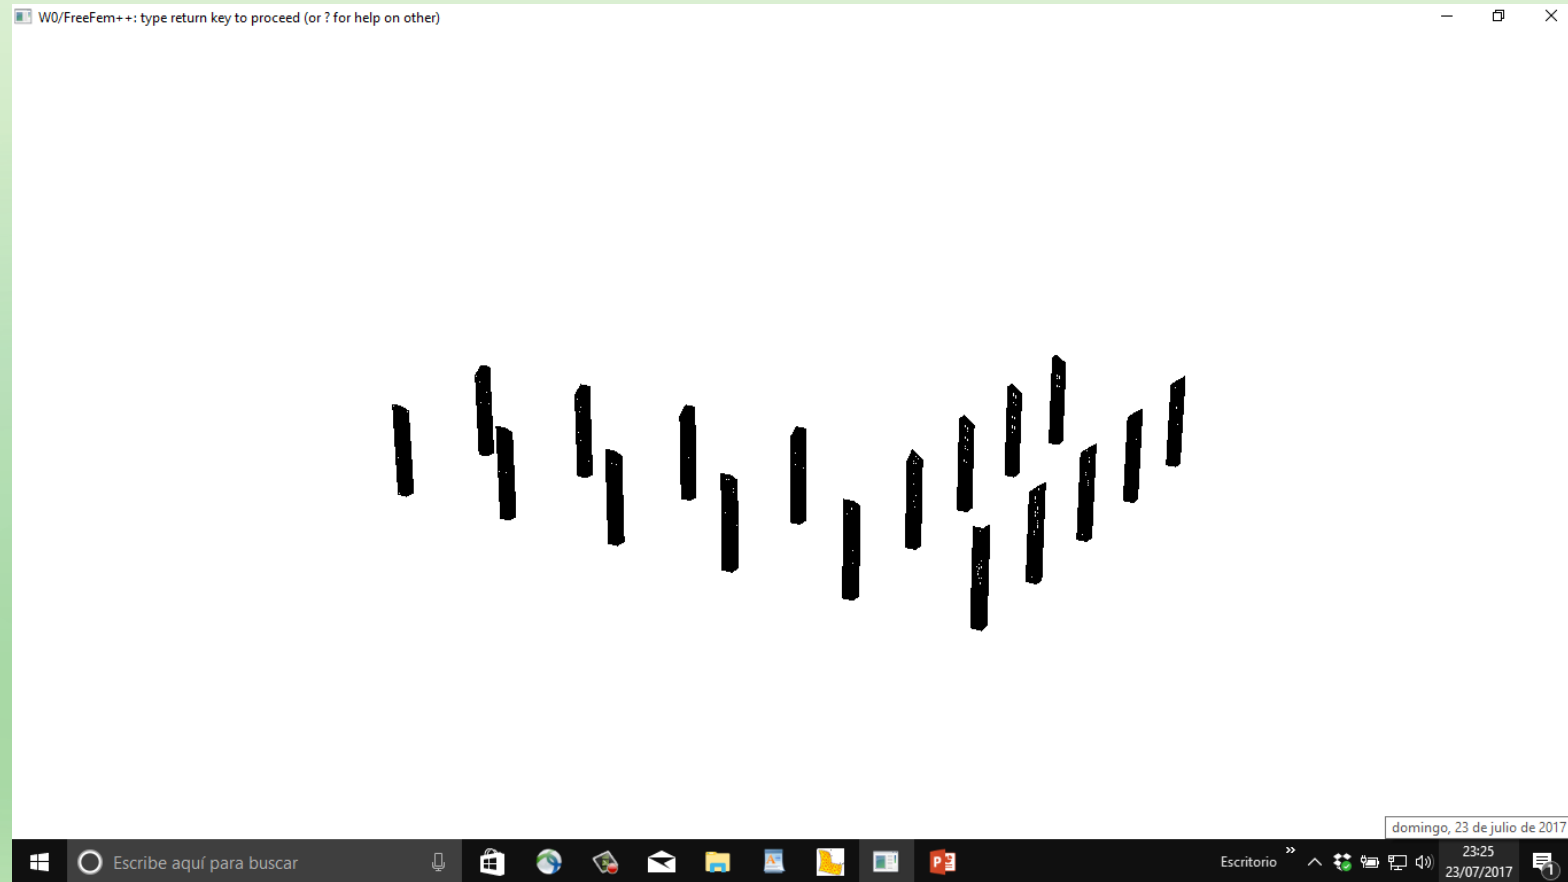 W0/FreeFem++: type return key to proceed (or ? for help on other)
domingo, 23 de julio de 2017
Escribe aquí para buscar
Escritorio
23:25
23/07/2017
1